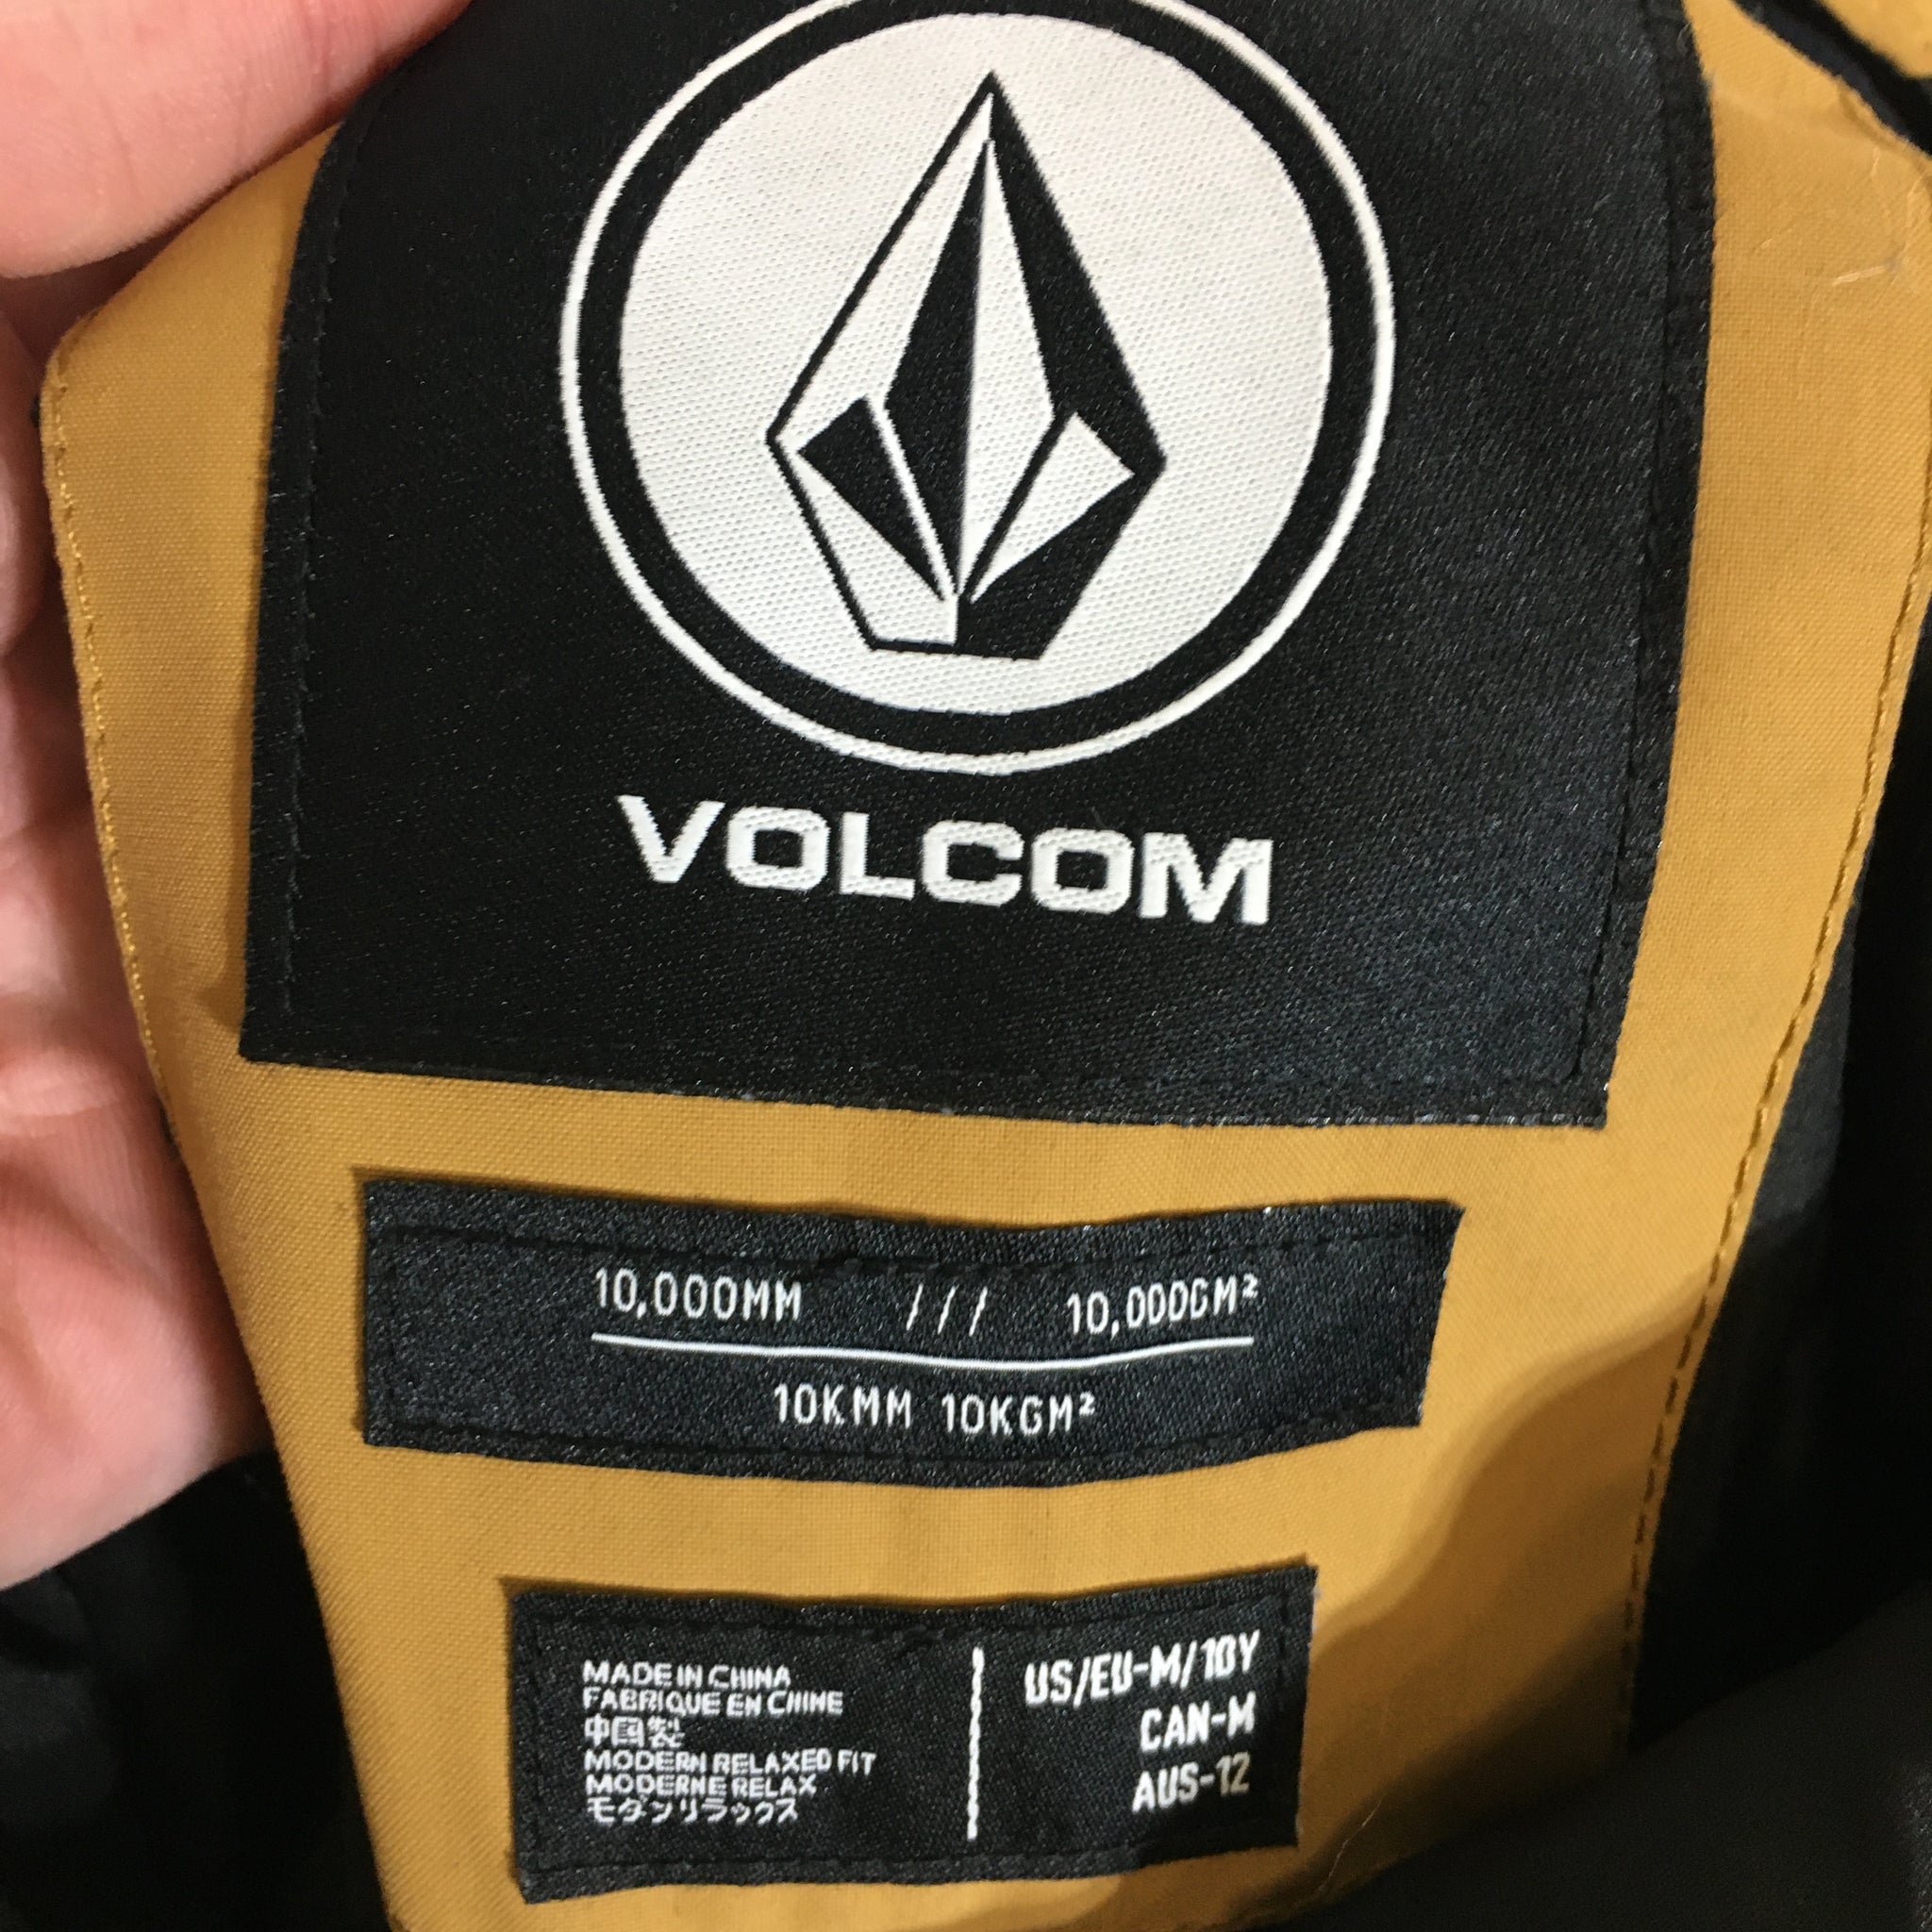 VOLCOM
10,000MM /// 10,000GM²
10KMM 10KGM²
MADE IN CHINA
FABRIQUE EN CHINE
中国製
MODERN RELAXED FIT
MODERNE RELAX
モダンリラックス
US/EU-M/10Y
CAN-M
AUS-12